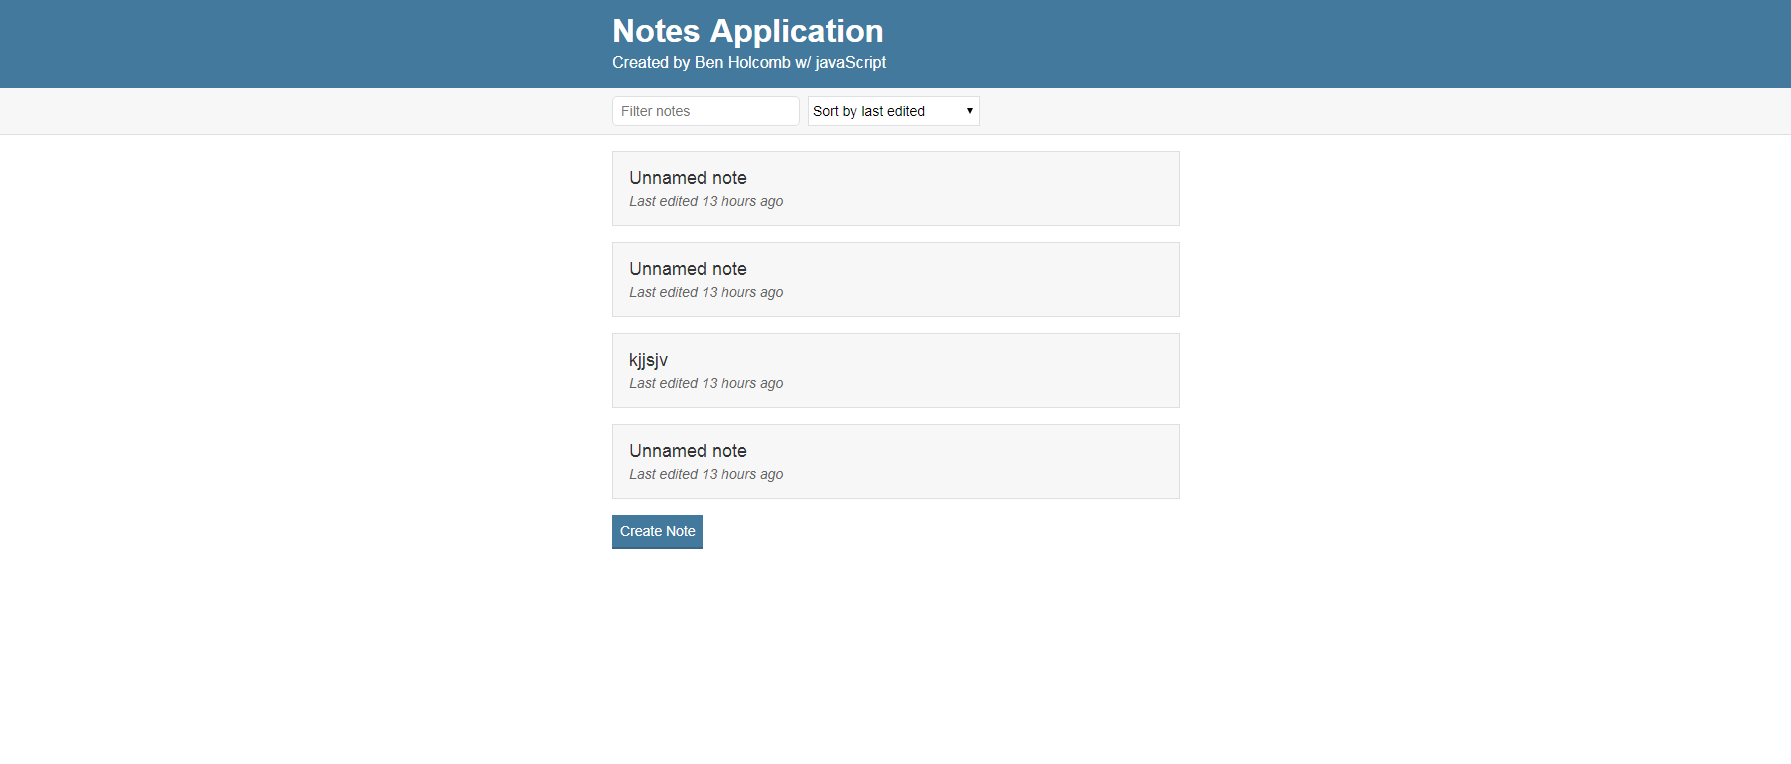 Notes Application
Created by Ben Holcomb w/ javaScript
Filter notes
Sort by last edited
Unnamed note
Last edited 13 hours ago
Unnamed note
Last edited 13 hours ago
kjjsjv
Last edited 13 hours ago
Unnamed note
Last edited 13 hours ago
Create Note